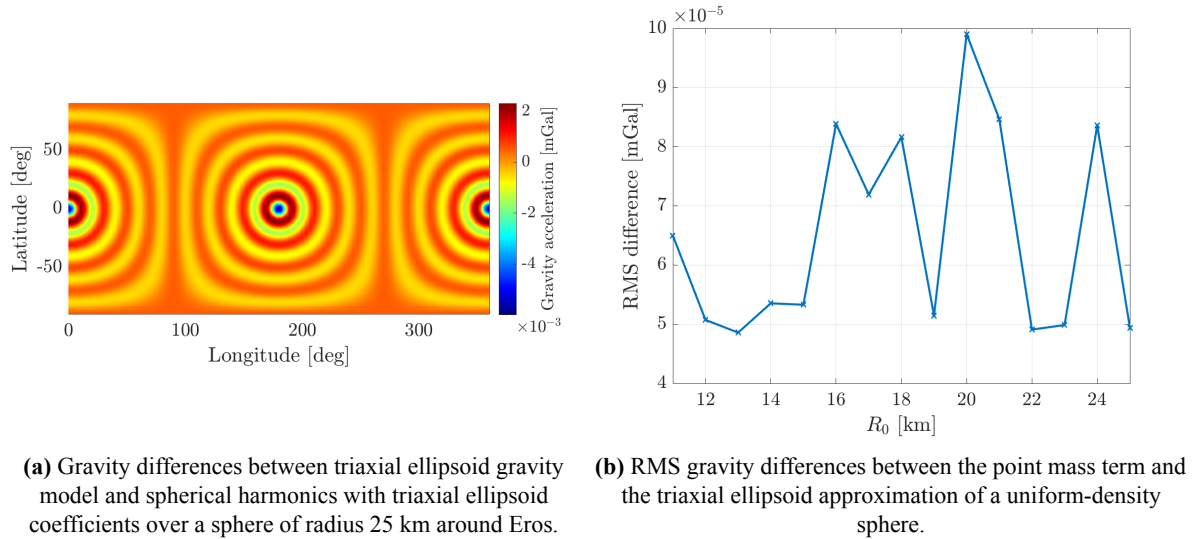 50
0
-50
Latitude [deg]
0
100
200
300
Longitude [deg]
2
0
-2
-4
×10⁻³
Gravity acceleration [mGal]
×10⁻⁵
10
9
8
7
6
5
4
RMS difference [mGal]
12
14
16
18
20
22
24
R₀ [km]
(a) Gravity differences between triaxial ellipsoid gravity
model and spherical harmonics with triaxial ellipsoid
coefficients over a sphere of radius 25 km around Eros.
(b) RMS gravity differences between the point mass term and
the triaxial ellipsoid approximation of a uniform-density
sphere.